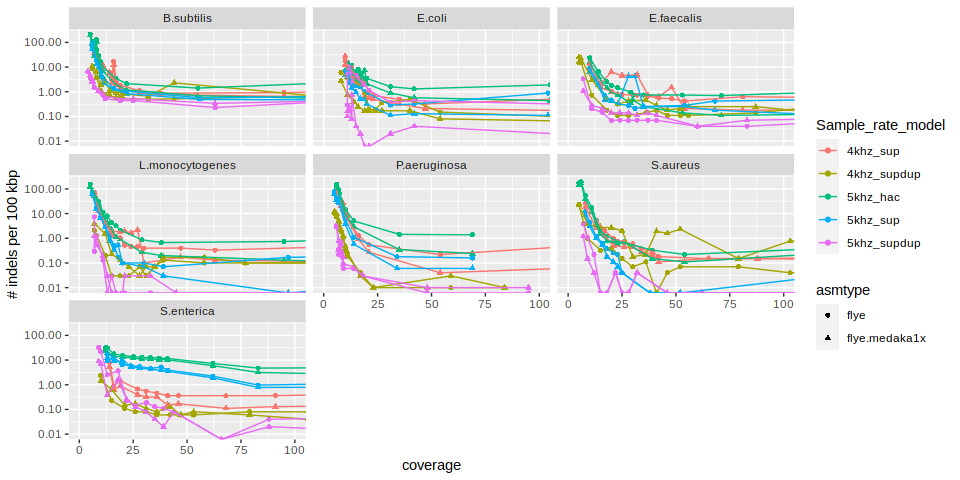 B.subtilis E.coli E.faecalis
100.00
10.00
1.00
0.10
0.01
L.monocytogenes P.aeruginosa S.aureus
100.00
10.00
1.00
0.10
0.01
0 25 50 75 100 0 25 50 75 100
S.enterica
100.00
10.00
1.00
0.10
0.01
0 25 50 75 100
coverage
# indels per 100 kbp
Sample_rate_model
4khz_sup
4khz_supdup
5khz_hac
5khz_sup
5khz_supdup
asmtype
flye
flye.medaka1x